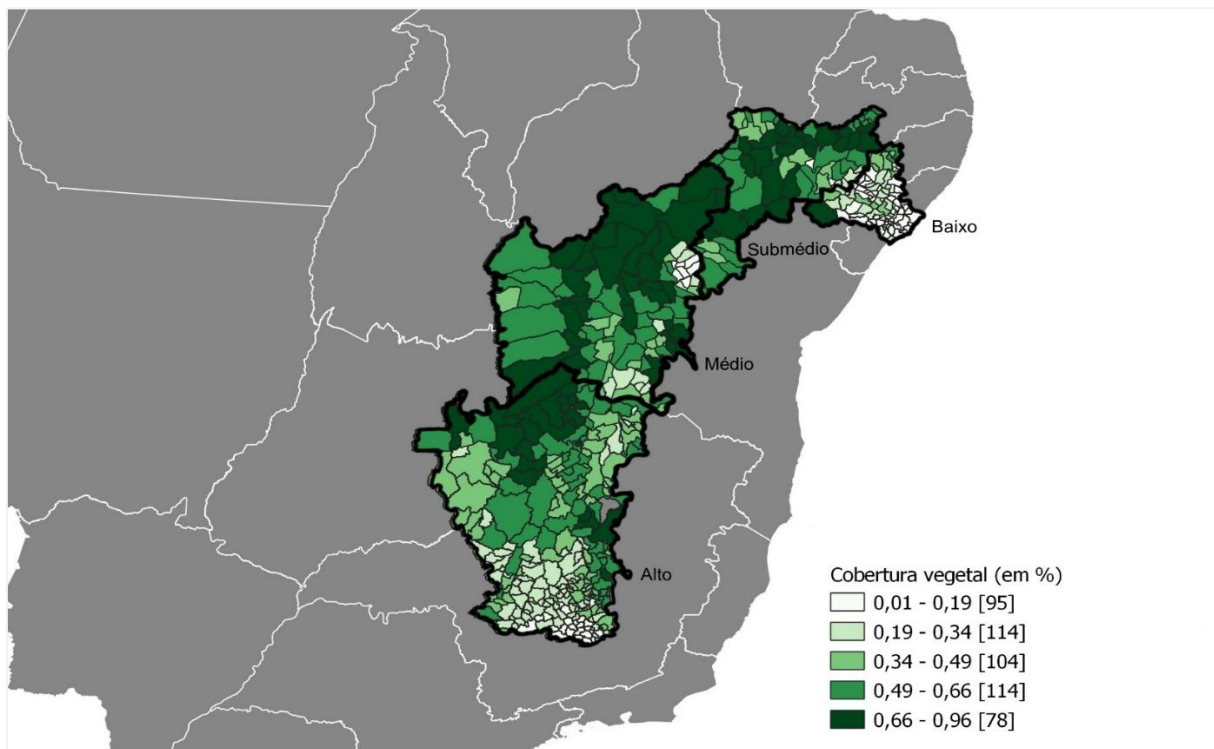 Baixo
Submédio
Médio
Alto
Cobertura vegetal (em %)
0,01 - 0,19 [95]
0,19 - 0,34 [114]
0,34 - 0,49 [104]
0,49 - 0,66 [114]
0,66 - 0,96 [78]